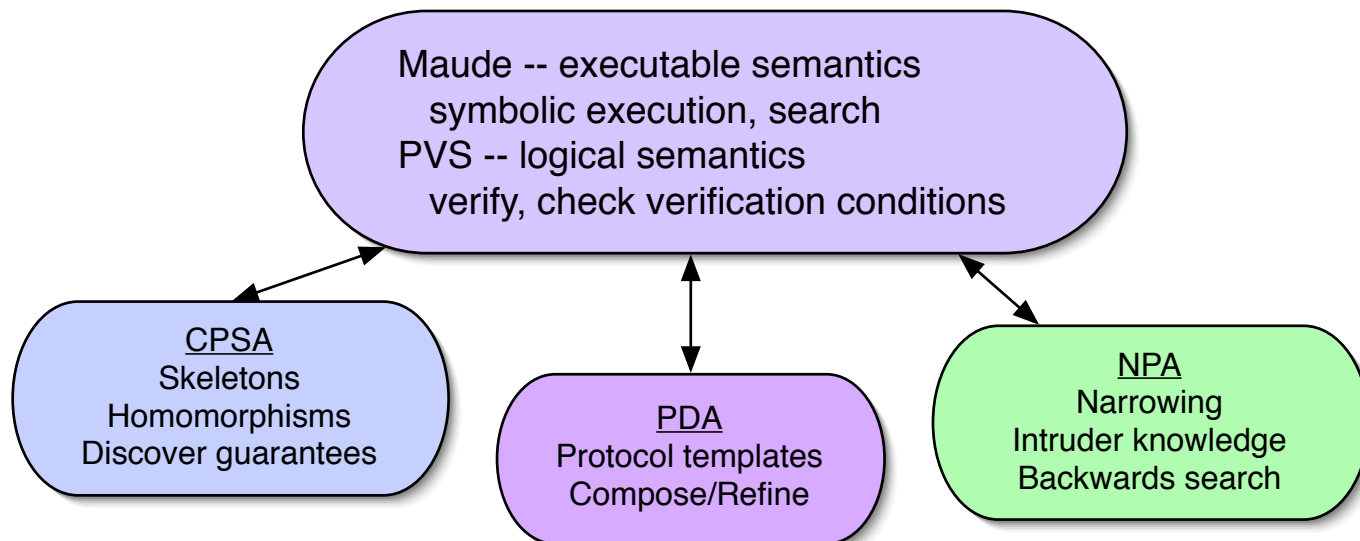 Maude -- executable semantics
symbolic execution, search
PVS -- logical semantics
verify, check verification conditions
CPSA
Skeletons
Homomorphisms
Discover guarantees
PDA
Protocol templates
Compose/Refine
NPA
Narrowing
Intruder knowledge
Backwards search